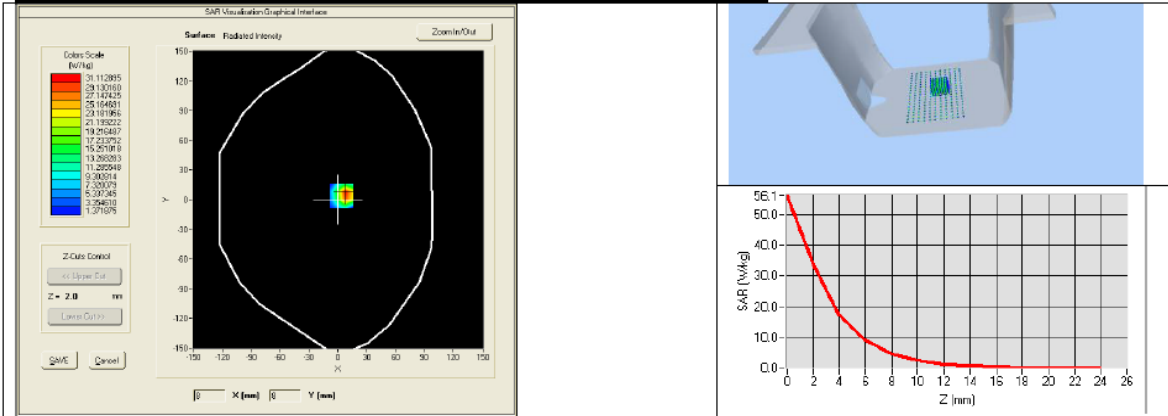 SAR Visualisation Graphical Interface
Surface Radiated Intensity
Zoom In/Out
Colors Scale
(W/kg)
31.112895
29.130160
27.147425
25.164691
23.181956
21.199222
19.216487
17.233752
15.251018
13.268283
11.285548
9.302814
7.320079
5.337345
3.354610
1.371875
Z-Cuts Control
<< Upper Cut
Z = 2.0 mm
Lower Cut >>
SAVE
Cancel
150
120
90
60
30
0
-30
-60
-90
-120
-150
Y
-150 -120 -90 -60 -30 0 30 60 90 120 150
X
0 X (mm) 0 Y (mm)
56.1
50.0
40.0
30.0
20.0
10.0
0.0
SAR (W/kg)
0 2 4 6 8 10 12 14 16 18 20 22 24 26
Z (mm)